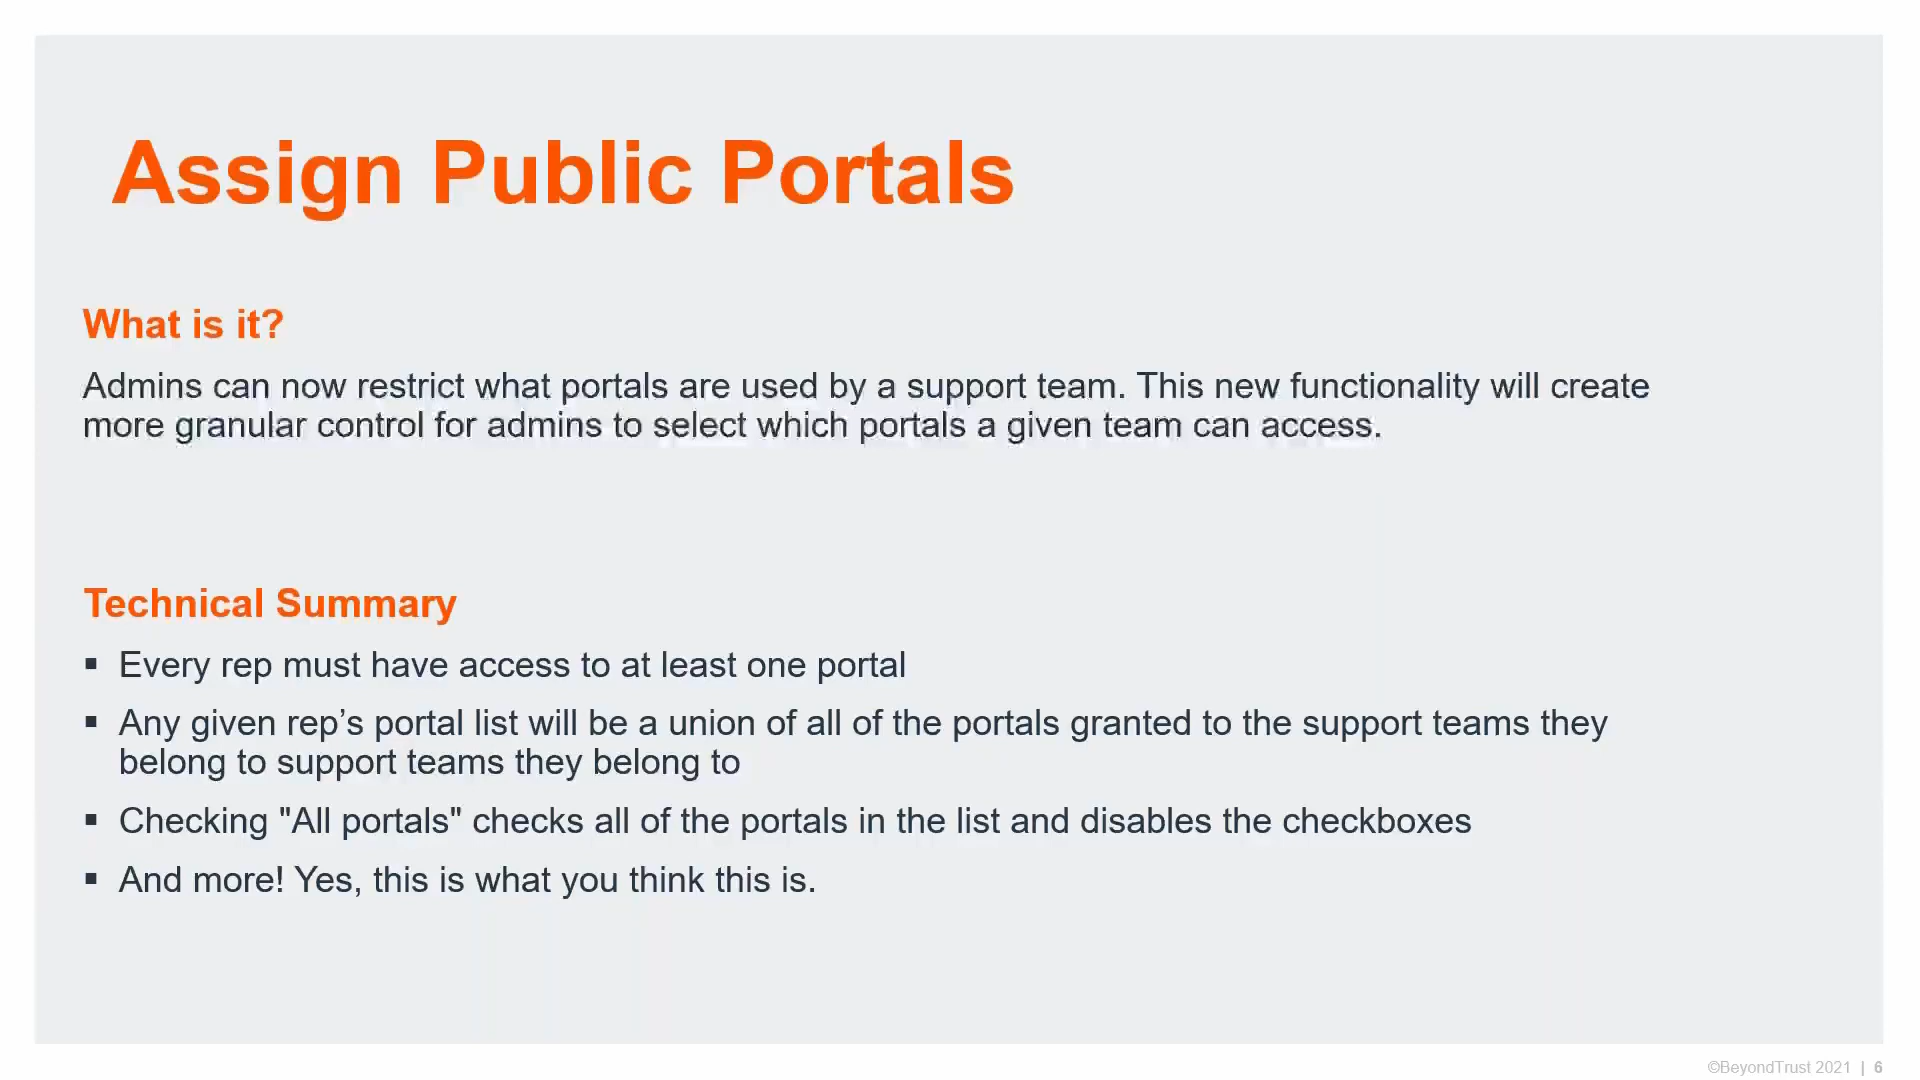 Assign Public Portals
What is it?
Admins can now restrict what portals are used by a support team. This new functionality will create
more granular control for admins to select which portals a given team can access.
Technical Summary
▪ Every rep must have access to at least one portal
▪ Any given rep’s portal list will be a union of all of the portals granted to the support teams they
belong to support teams they belong to
▪ Checking "All portals" checks all of the portals in the list and disables the checkboxes
▪ And more! Yes, this is what you think this is.
©BeyondTrust 2021 | 6